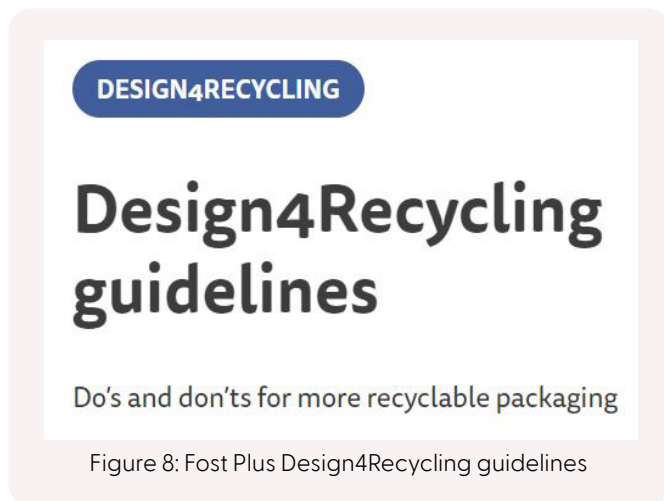 DESIGN4RECYCLING
Design4Recycling
guidelines
Do's and don'ts for more recyclable packaging
Figure 8: Fost Plus Design4Recycling guidelines